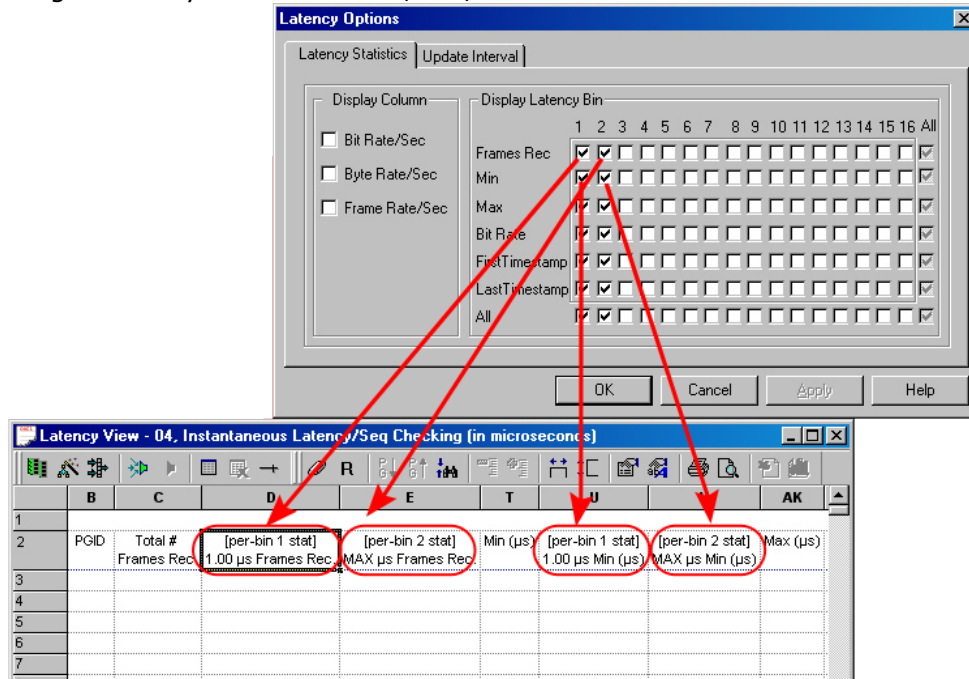 Latency Options
Latency Statistics Update Interval
Display Column
Bit Rate/Sec
Byte Rate/Sec
Frame Rate/Sec
Display Latency Bin
1 2 3 4 5 6 7 8 9 10 11 12 13 14 15 16 All
Frames Rec
Min
Max
Bit Rate
FirstTimestamp
LastTimestamp
All
OK Cancel Apply Help
Latency View - 04, Instantaneous Latency/Seq Checking (in microseconds)
R
B C D E T U AK
1
2 PGID Total # [per-bin 1 stat] [per-bin 2 stat] Min (µs) [per-bin 1 stat] [per-bin 2 stat] Max (µs)
Frames Rec 1.00 µs Frames Rec. MAX µs Frames Rec. 1.00 µs Min (µs) MAX µs Min (µs)
3
4
5
6
7